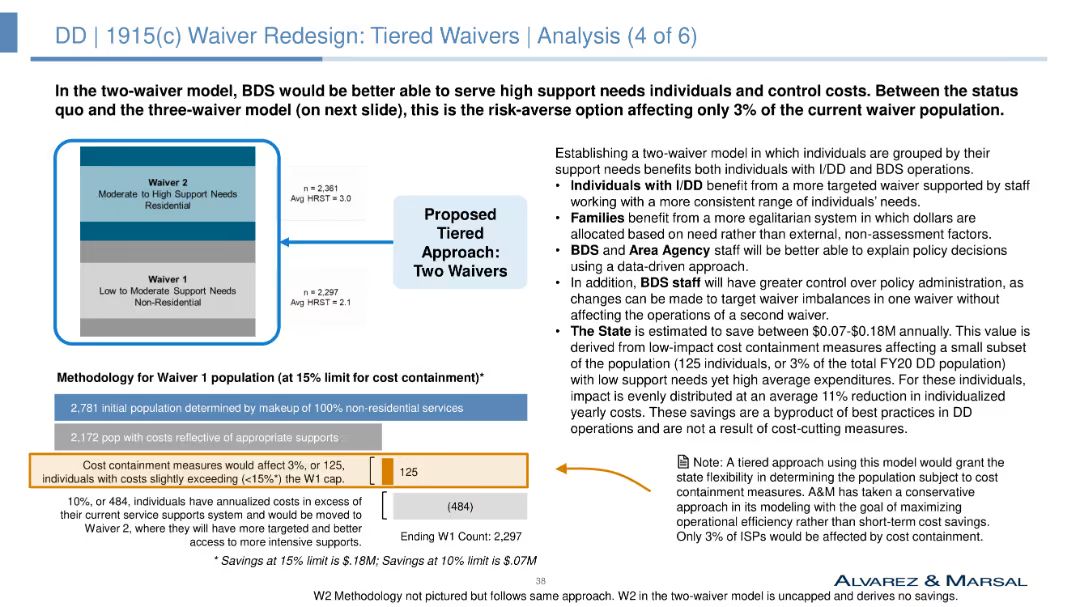 DD | 1915(c) Waiver Redesign: Tiered Waivers | Analysis (4 of 6)
In the two-waiver model, BDS would be better able to serve high support needs individuals and control costs. Between the status
quo and the three-waiver model (on next slide), this is the risk-averse option affecting only 3% of the current waiver population.
Waiver 2
Moderate to High Support Needs
Residential
n = 2,361
Avg HRST = 3.0
Waiver 1
Low to Moderate Support Needs
Non-Residential
n = 2,297
Avg HRST = 2.1
Proposed
Tiered
Approach:
Two Waivers
Methodology for Waiver 1 population (at 15% limit for cost containment)*
2,781 initial population determined by makeup of 100% non-residential services
2,172 pop with costs reflective of appropriate supports
Cost containment measures would affect 3%, or 125,
individuals with costs slightly exceeding (<15%*) the W1 cap.
125
10%, or 484, individuals have annualized costs in excess of
their current service supports system and would be moved to
Waiver 2, where they will have more targeted and better
access to more intensive supports.
(484)
Ending W1 Count: 2,297
* Savings at 15% limit is $.18M; Savings at 10% limit is $.07M
Establishing a two-waiver model in which individuals are grouped by their
support needs benefits both individuals with I/DD and BDS operations.
• Individuals with I/DD benefit from a more targeted waiver supported by staff
working with a more consistent range of individuals' needs.
• Families benefit from a more egalitarian system in which dollars are
allocated based on need rather than external, non-assessment factors.
• BDS and Area Agency staff will be better able to explain policy decisions
using a data-driven approach.
• In addition, BDS staff will have greater control over policy administration, as
changes can be made to target waiver imbalances in one waiver without
affecting the operations of a second waiver.
• The State is estimated to save between $0.07-$0.18M annually. This value is
derived from low-impact cost containment measures affecting a small subset
of the population (125 individuals, or 3% of the total FY20 DD population)
with low support needs yet high average expenditures. For these individuals,
impact is evenly distributed at an average 11% reduction in individualized
yearly costs. These savings are a byproduct of best practices in DD
operations and are not a result of cost-cutting measures.
Note: A tiered approach using this model would grant the
state flexibility in determining the population subject to cost
containment measures. A&M has taken a conservative
approach in its modeling with the goal of maximizing
operational efficiency rather than short-term cost savings.
Only 3% of ISPs would be affected by cost containment.
38
ALVAREZ & MARSAL
W2 Methodology not pictured but follows same approach. W2 in the two-waiver model is uncapped and derives no savings.